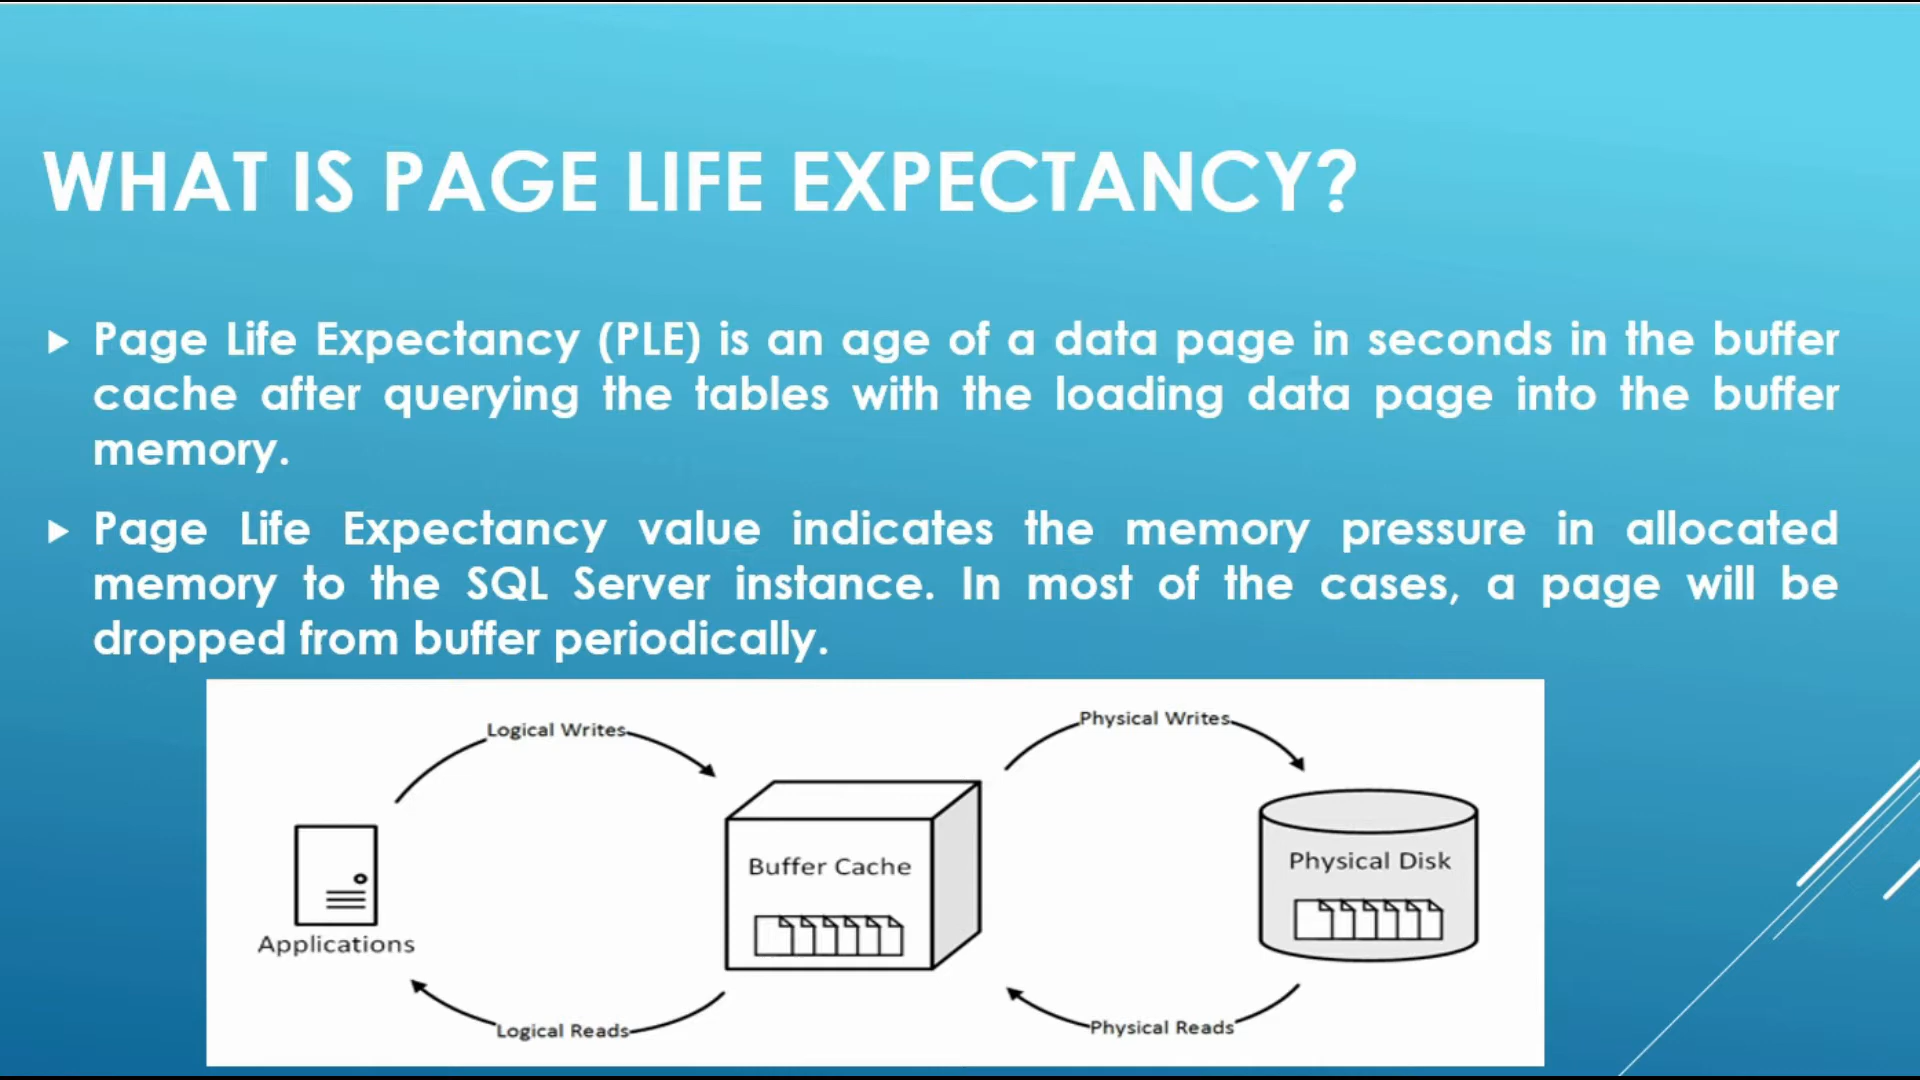 WHAT IS PAGE LIFE EXPECTANCY?
Page Life Expectancy (PLE) is an age of a data page in seconds in the buffer
cache after querying the tables with the loading data page into the buffer
memory.
Page Life Expectancy value indicates the memory pressure in allocated
memory to the SQL Server instance. In most of the cases, a page will be
dropped from buffer periodically.
Logical Writes
Physical Writes
Buffer Cache
Physical Disk
Applications
Logical Reads
Physical Reads